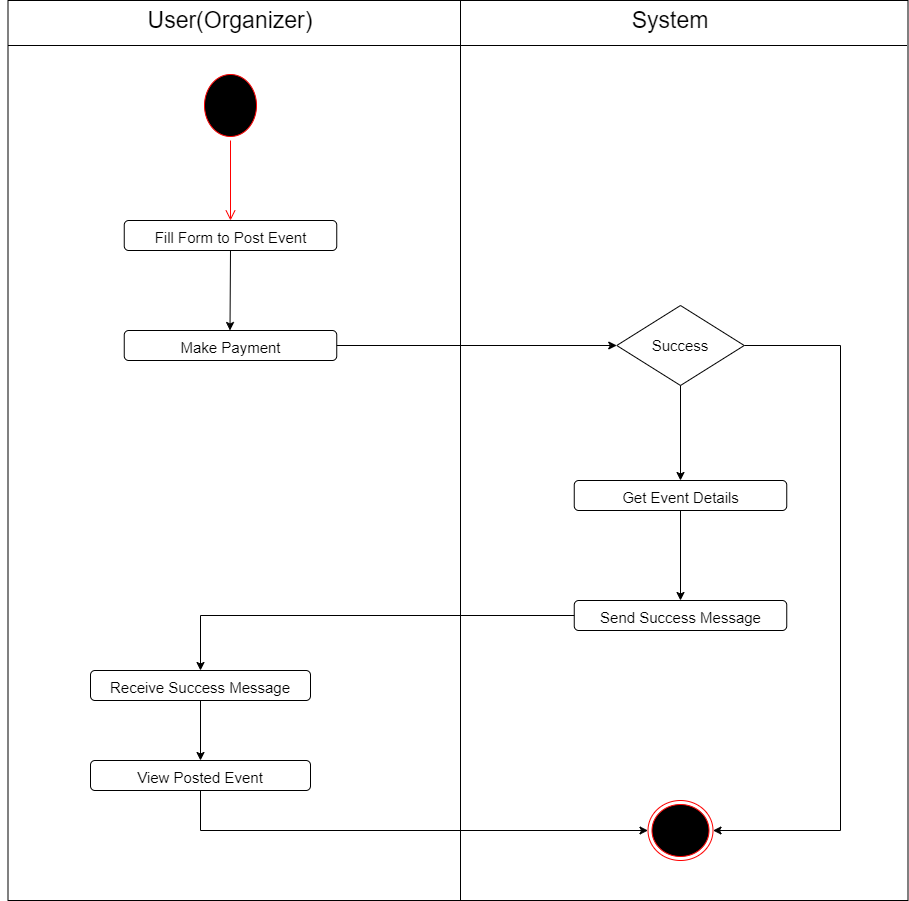 User(Organizer)
System
Fill Form to Post Event
Make Payment
Success
Get Event Details
Send Success Message
Receive Success Message
View Posted Event